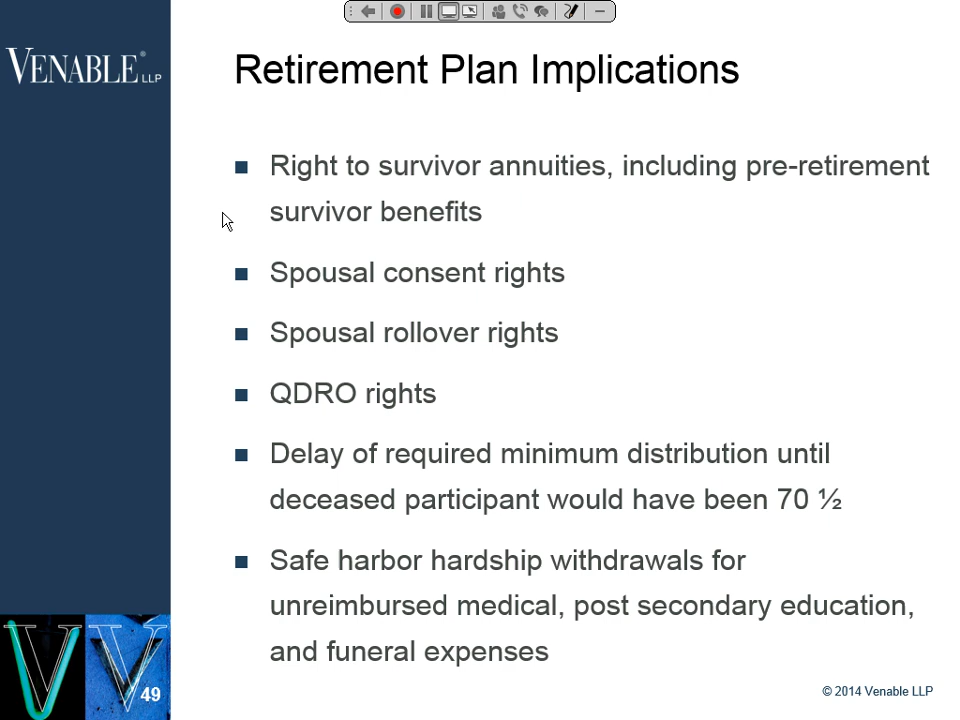 VENABLE® LLP
Retirement Plan Implications
Right to survivor annuities, including pre-retirement
survivor benefits
Spousal consent rights
Spousal rollover rights
QDRO rights
Delay of required minimum distribution until
deceased participant would have been 70 ½
Safe harbor hardship withdrawals for
unreimbursed medical, post secondary education,
and funeral expenses
V V
49
© 2014 Venable LLP